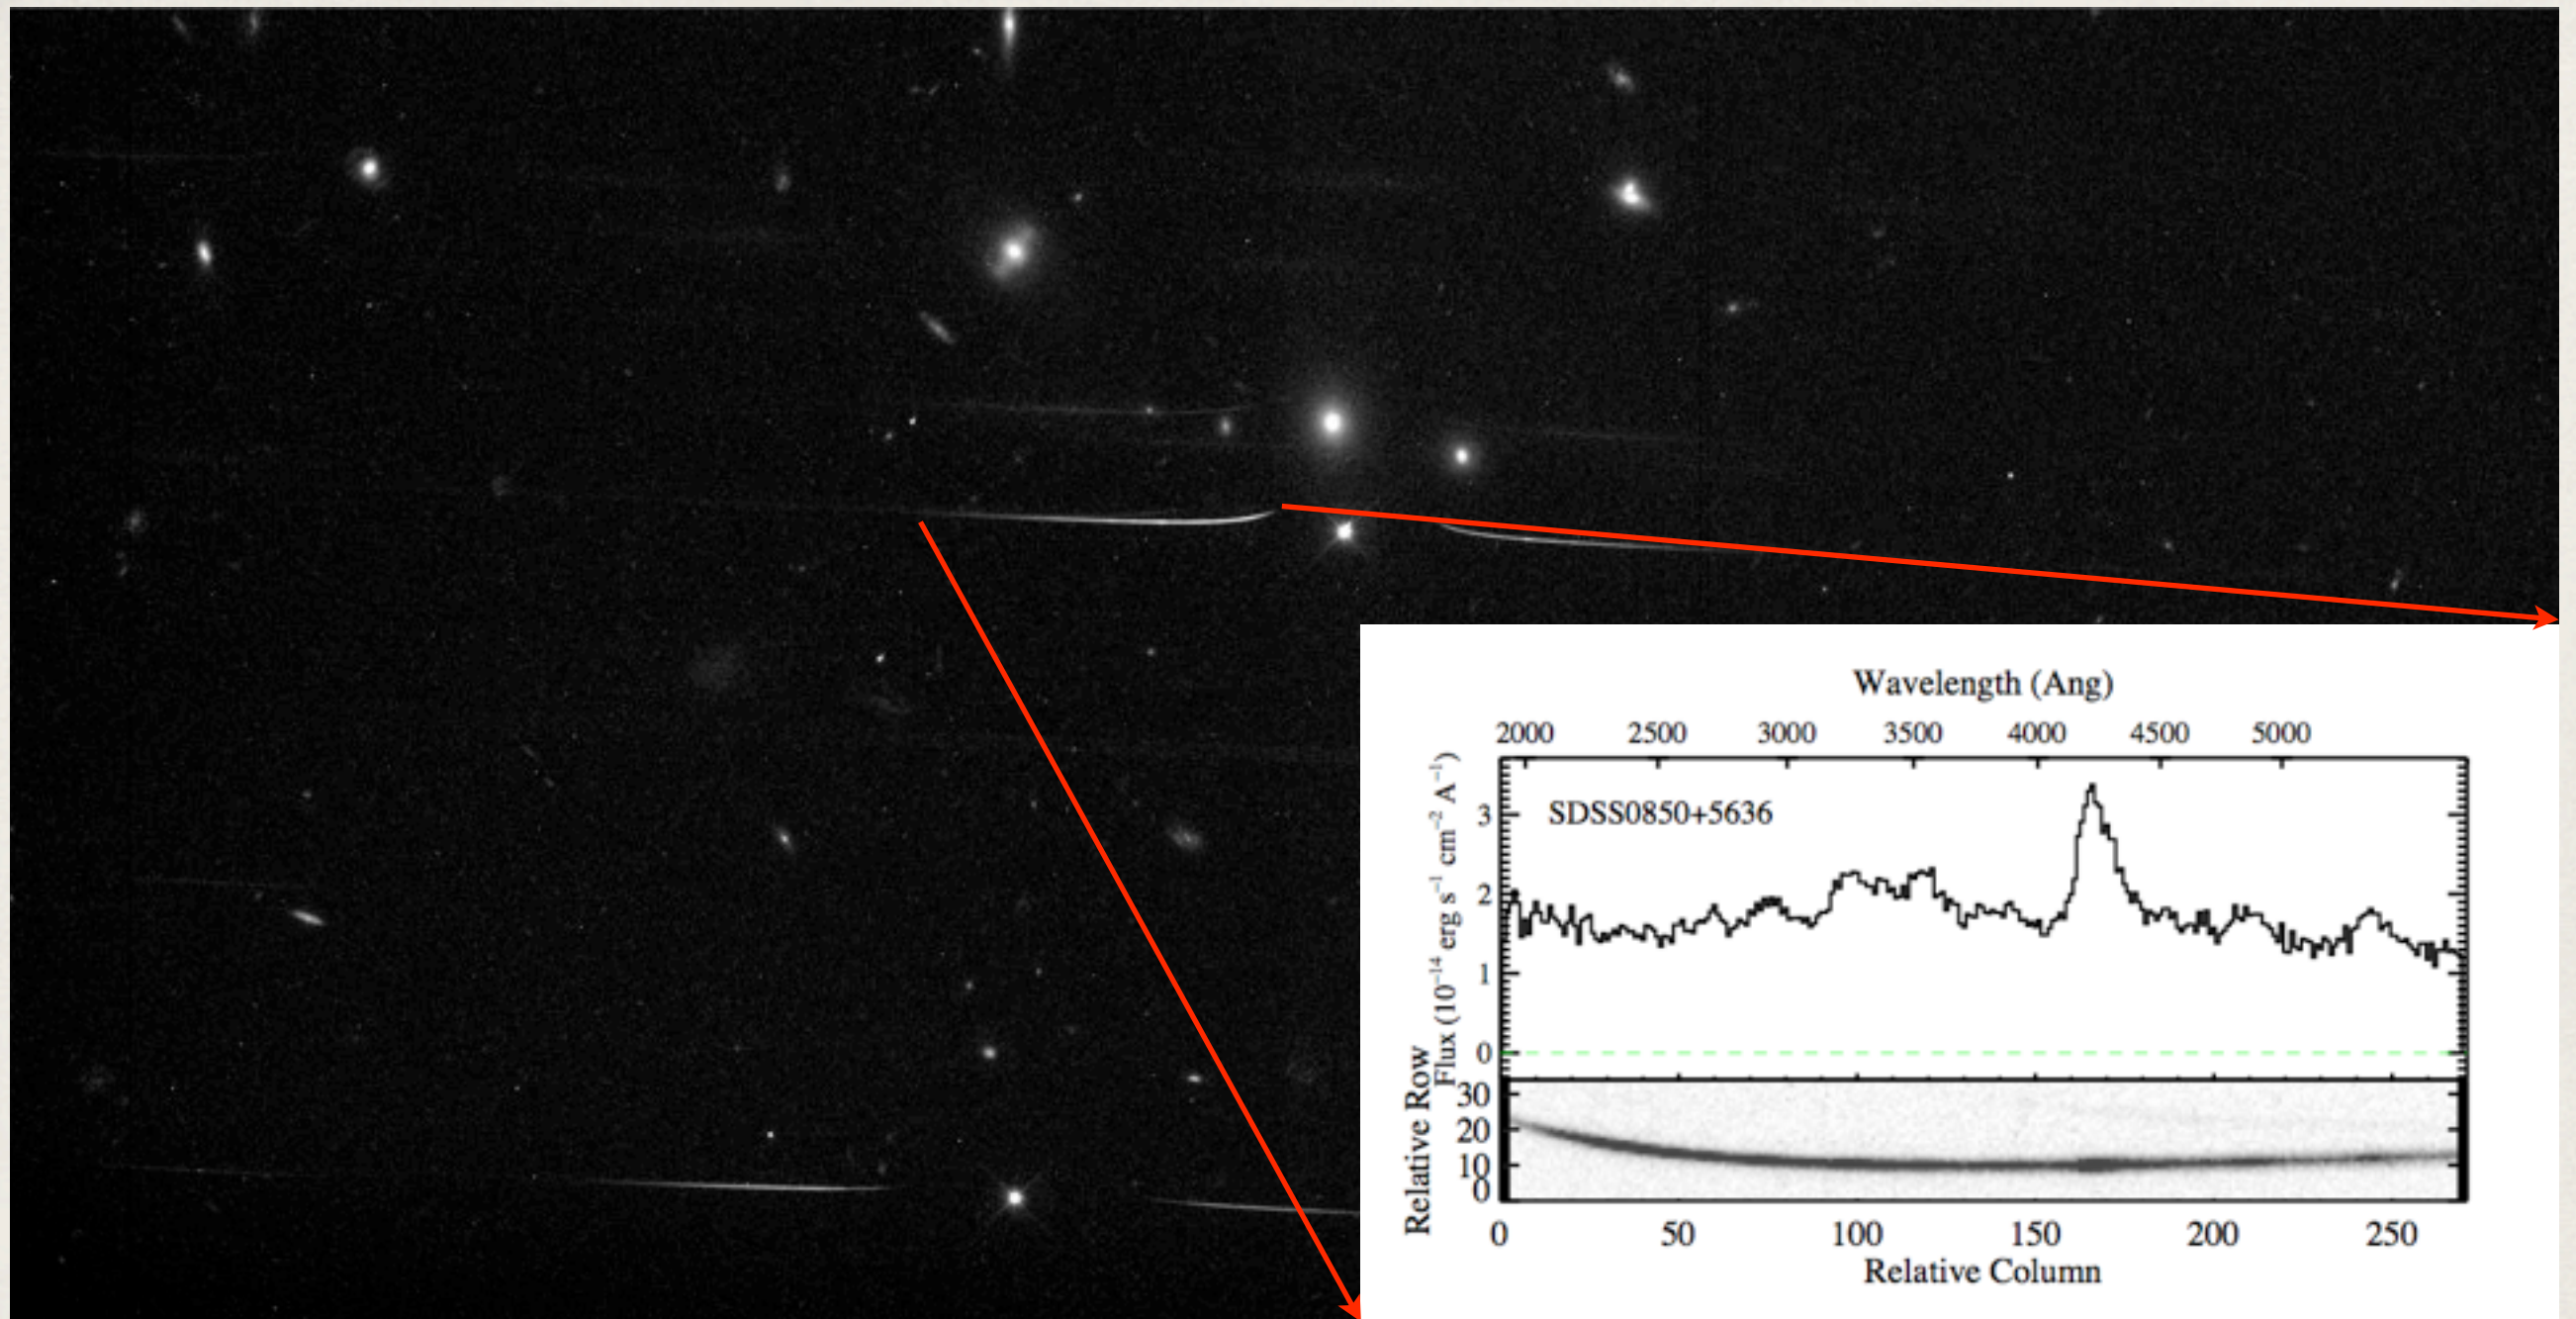 Wavelength (Ang)
2000 2500 3000 3500 4000 4500 5000
SDSS0850+5636
Flux (10⁻¹⁴ erg s⁻¹ cm⁻² A⁻¹)
3
2
1
0
Relative Row
30
20
10
0
0 50 100 150 200 250
Relative Column